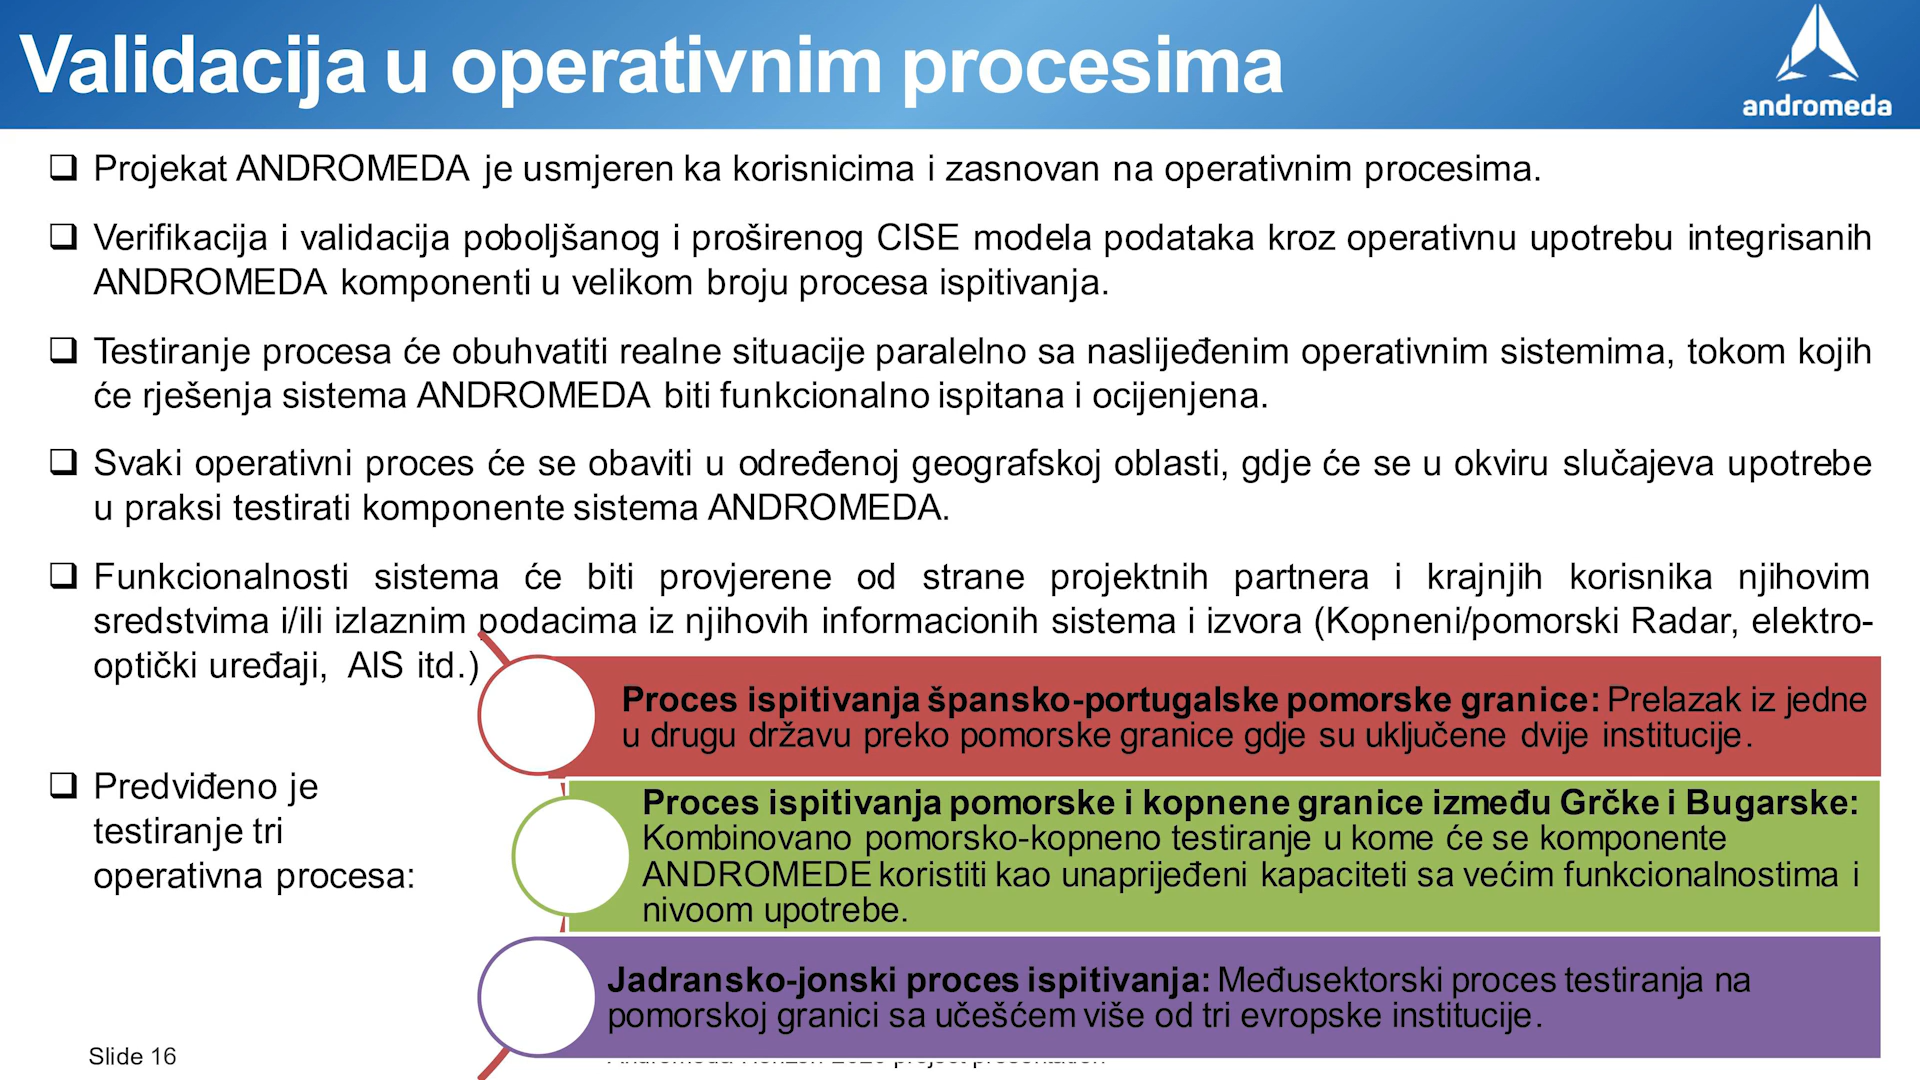 Validacija u operativnim procesima
andromeda
Projekat ANDROMEDA je usmjeren ka korisnicima i zasnovan na operativnim procesima.
Verifikacija i validacija poboljšanog i proširenog CISE modela podataka kroz operativnu upotrebu integrisanih
ANDROMEDA komponenti u velikom broju procesa ispitivanja.
Testiranje procesa će obuhvatiti realne situacije paralelno sa naslijeđenim operativnim sistemima, tokom kojih
će rješenja sistema ANDROMEDA biti funkcionalno ispitana i ocijenjena.
Svaki operativni proces će se obaviti u određenoj geografskoj oblasti, gdje će se u okviru slučajeva upotrebe
u praksi testirati komponente sistema ANDROMEDA.
Funkcionalnosti sistema će biti provjerene od strane projektnih partnera i krajnjih korisnika njihovim
sredstvima i/ili izlaznim podacima iz njihovih informacionih sistema i izvora (Kopneni/pomorski Radar, elektro-
optički uređaji, AIS itd.)
Predviđeno je
testiranje tri
operativna procesa:
Proces ispitivanja špansko-portugalske pomorske granice: Prelazak iz jedne
u drugu državu preko pomorske granice gdje su uključene dvije institucije.
Proces ispitivanja pomorske i kopnene granice između Grčke i Bugarske:
Kombinovano pomorsko-kopneno testiranje u kome će se komponente
ANDROMEDE koristiti kao unaprijeđeni kapaciteti sa većim funkcionalnostima i
nivoom upotrebe.
Jadransko-jonski proces ispitivanja: Međusektorski proces testiranja na
pomorskoj granici sa učešćem više od tri evropske institucije.
Slide 16